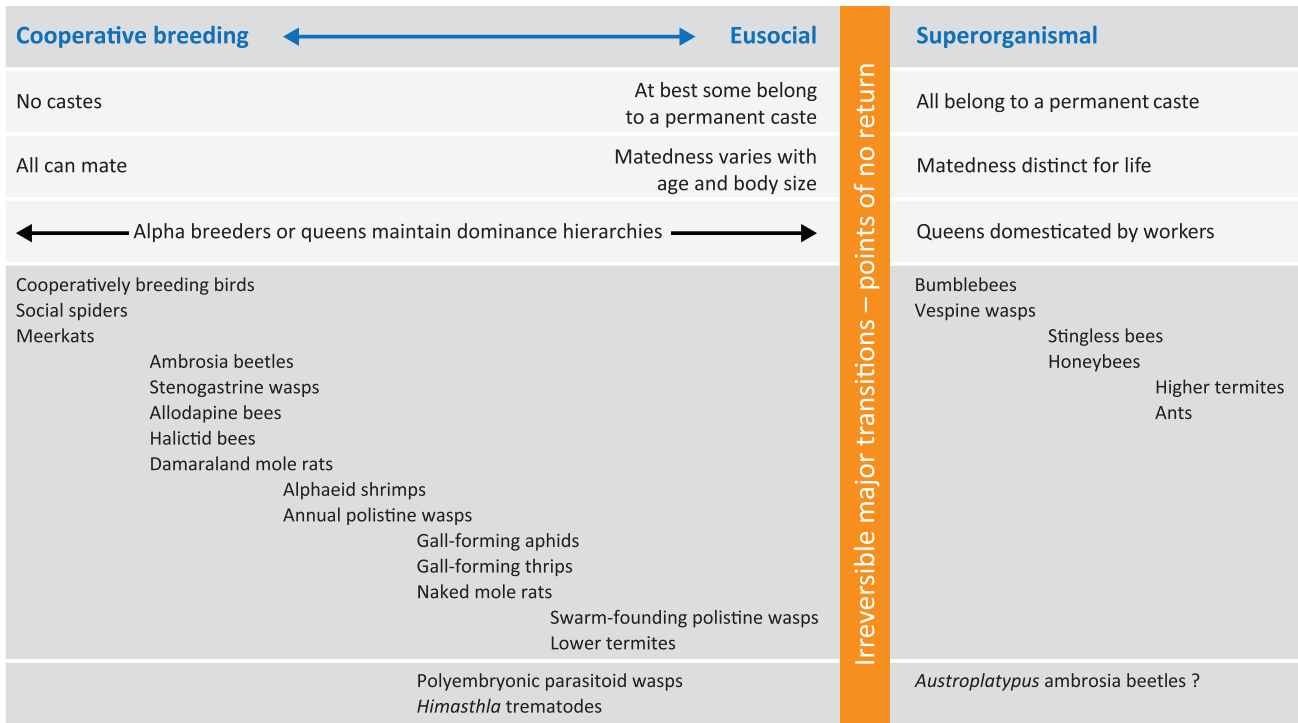 Cooperative breeding
Eusocial
Superorganismal
No castes
At best some belong
to a permanent caste
All belong to a permanent caste
All can mate
Matedness varies with
age and body size
Matedness distinct for life
Alpha breeders or queens maintain dominance hierarchies
Queens domesticated by workers
Irreversible major transitions – points of no return
Cooperatively breeding birds
Social spiders
Meerkats
Ambrosia beetles
Stenogastrine wasps
Allodapine bees
Halictid bees
Damaraland mole rats
Alphaeid shrimps
Annual polistine wasps
Gall-forming aphids
Gall-forming thrips
Naked mole rats
Swarm-founding polistine wasps
Lower termites
Bumblebees
Vespine wasps
Stingless bees
Honeybees
Higher termites
Ants
Polyembryonic parasitoid wasps
Himasthla trematodes
Austroplatypus ambrosia beetles ?